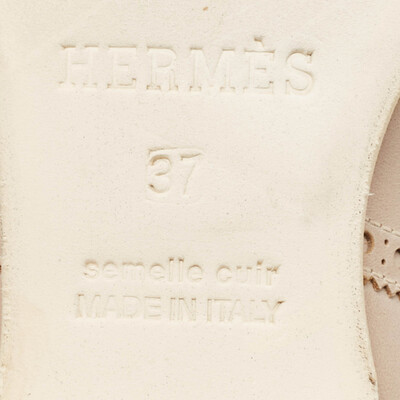 HERMÈS
37
semelle cuir
MADE IN ITALY